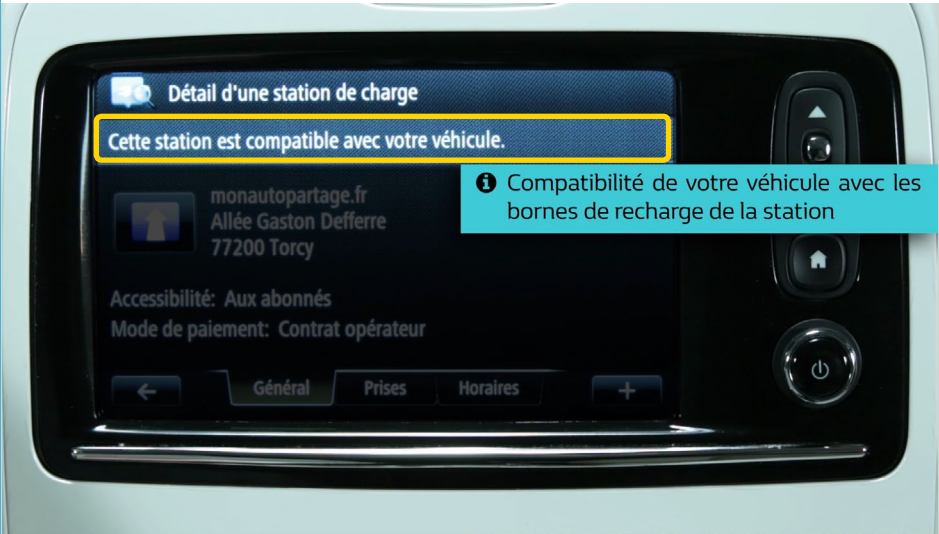 Détail d'une station de charge
Cette station est compatible avec votre véhicule.
Compatibilité de votre véhicule avec les
bornes de recharge de la station
monautopartage.fr
Allée Gaston Defferre
77200 Torcy
Accessibilité: Aux abonnés
Mode de paiement: Contrat opérateur
Général Prises Horaires